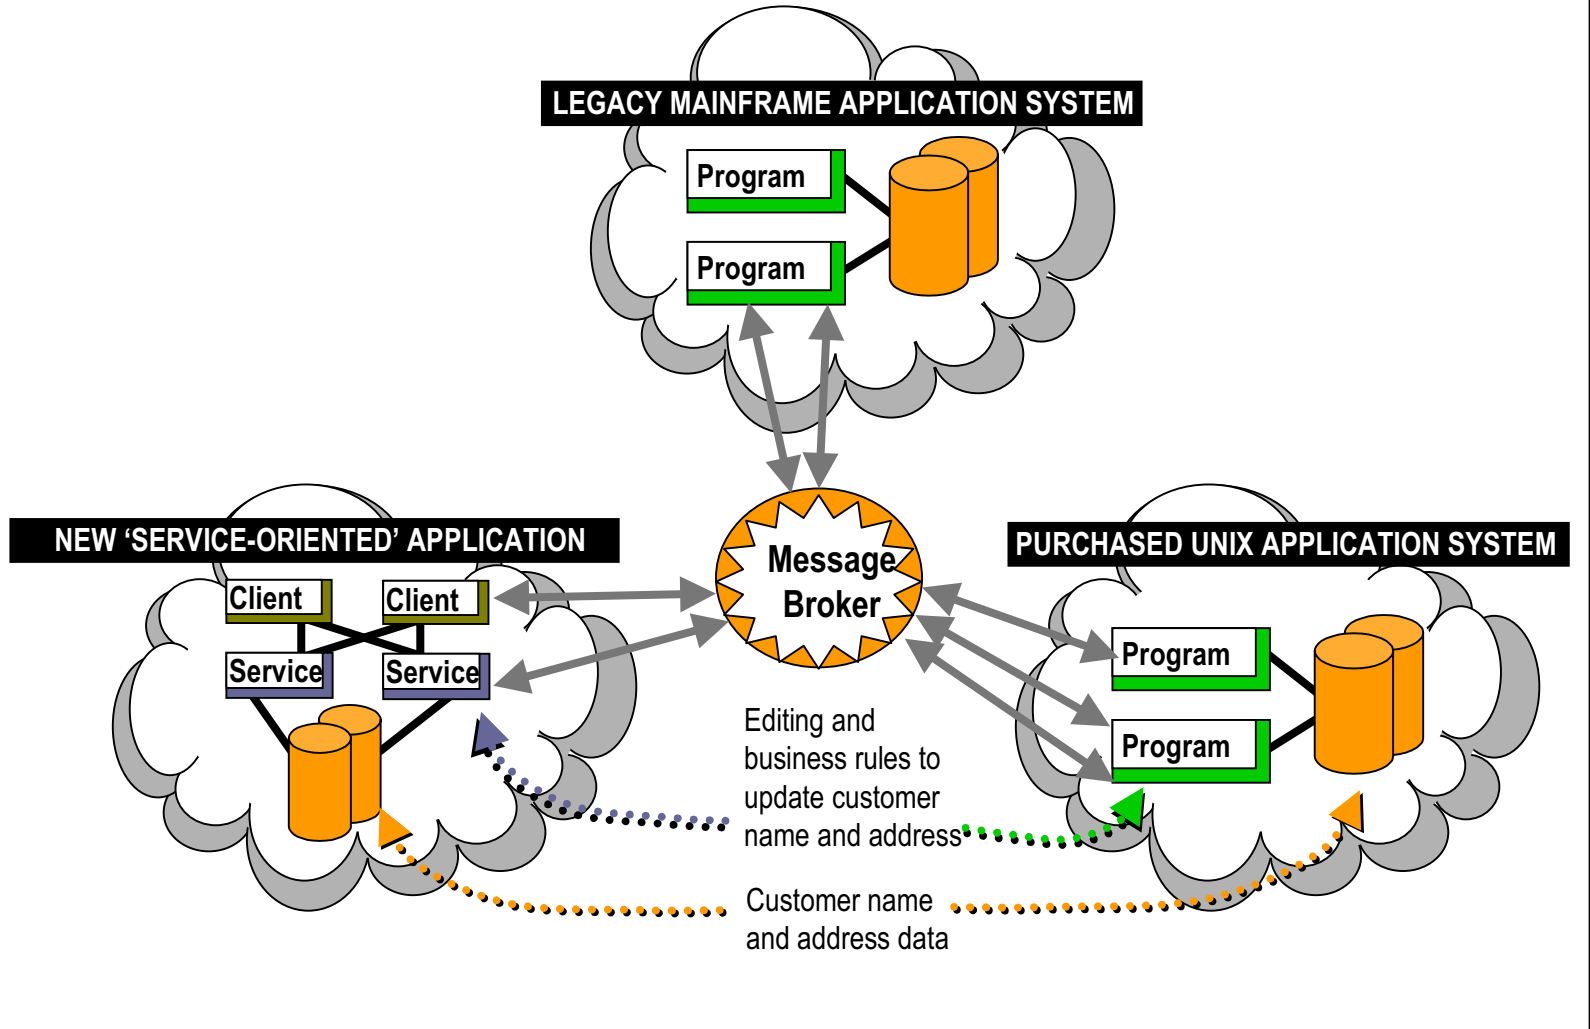 LEGACY MAINFRAME APPLICATION SYSTEM
Program
Program
NEW ‘SERVICE-ORIENTED’ APPLICATION
Client
Client
Service
Service
Message
Broker
PURCHASED UNIX APPLICATION SYSTEM
Program
Program
Editing and
business rules to
update customer
name and address
Customer name
and address data